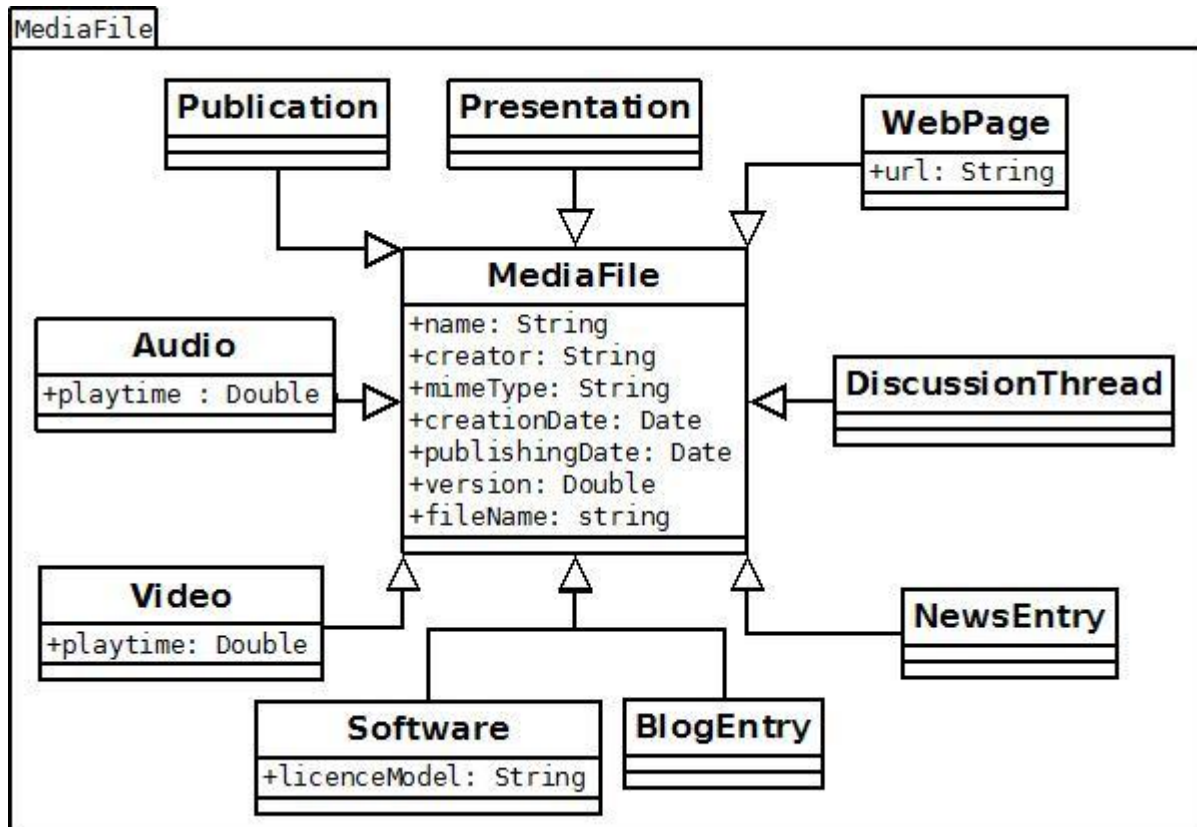 MediaFile
Publication
Presentation
WebPage
+url: String
MediaFile
+name: String
+creator: String
+mimeType: String
+creationDate: Date
+publishingDate: Date
+version: Double
+fileName: string
Audio
+playtime : Double
DiscussionThread
Video
+playtime: Double
NewsEntry
Software
+licenceModel: String
BlogEntry